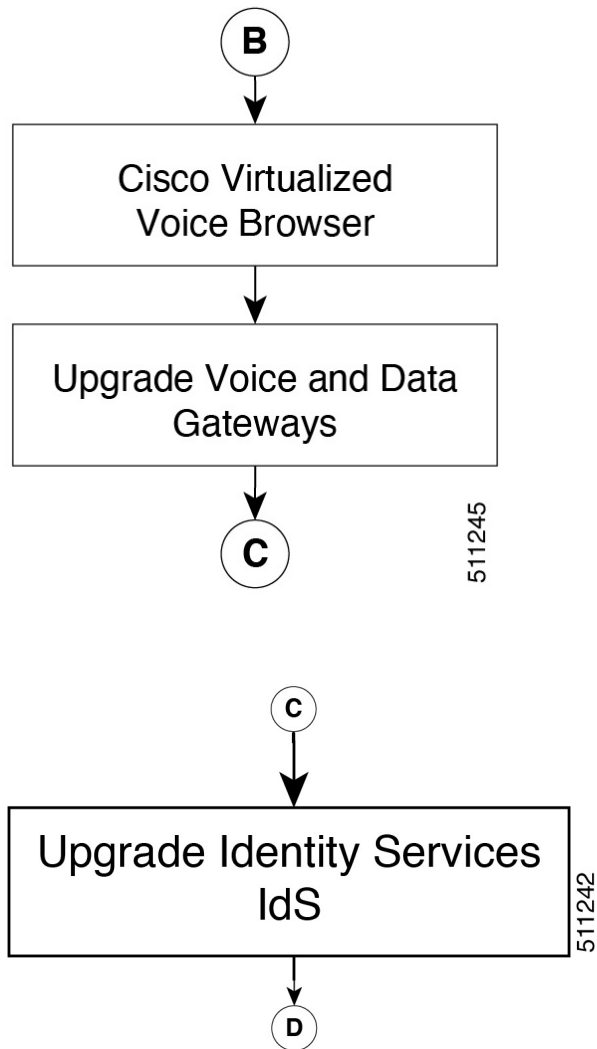 B
Cisco Virtualized
Voice Browser
Upgrade Voice and Data
Gateways
C
511245
C
Upgrade Identity Services
IdS
511242
D